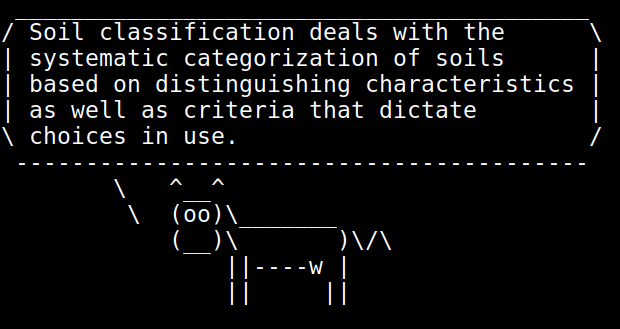 Soil classification deals with the
systematic categorization of soils
based on distinguishing characteristics
as well as criteria that dictate
choices in use.